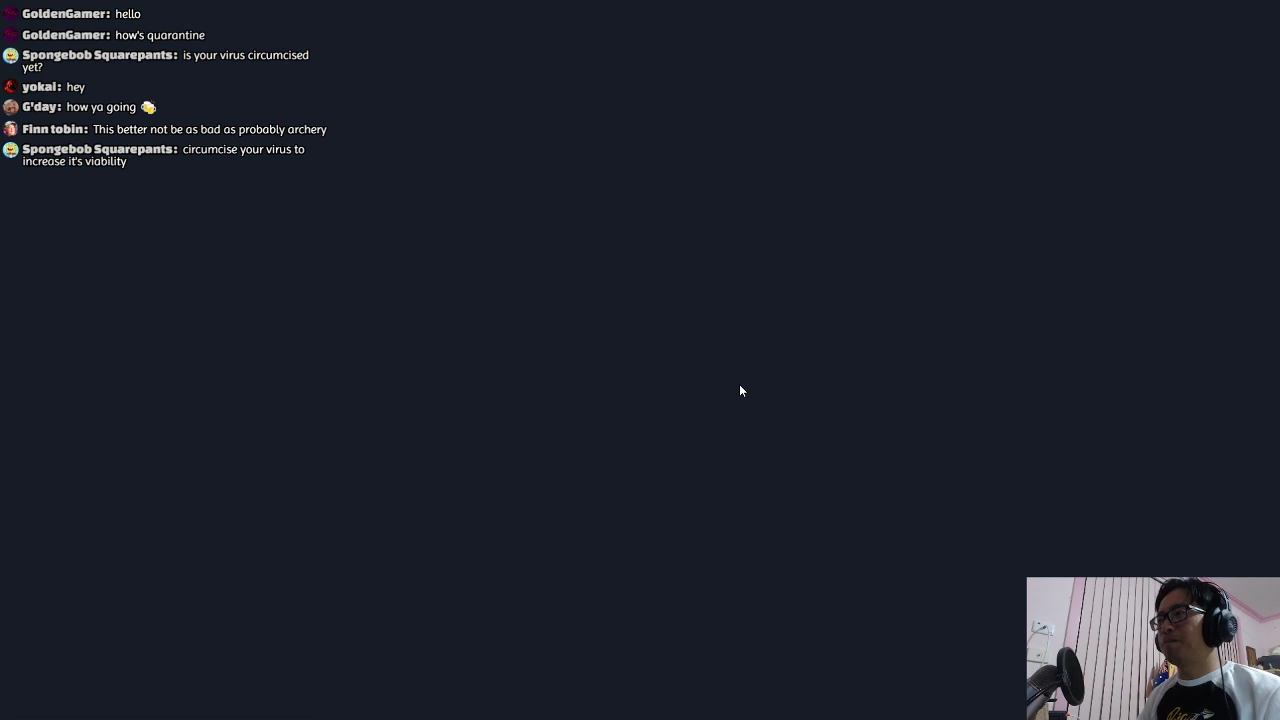 GoldenGamer: hello
GoldenGamer: how's quarantine
Spongebob Squarepants: is your virus circumcised
yet?
yokai: hey
G'day: how ya going 🍻
Finn tobin: This better not be as bad as probably archery
Spongebob Squarepants: circumcise your virus to
increase it's viability